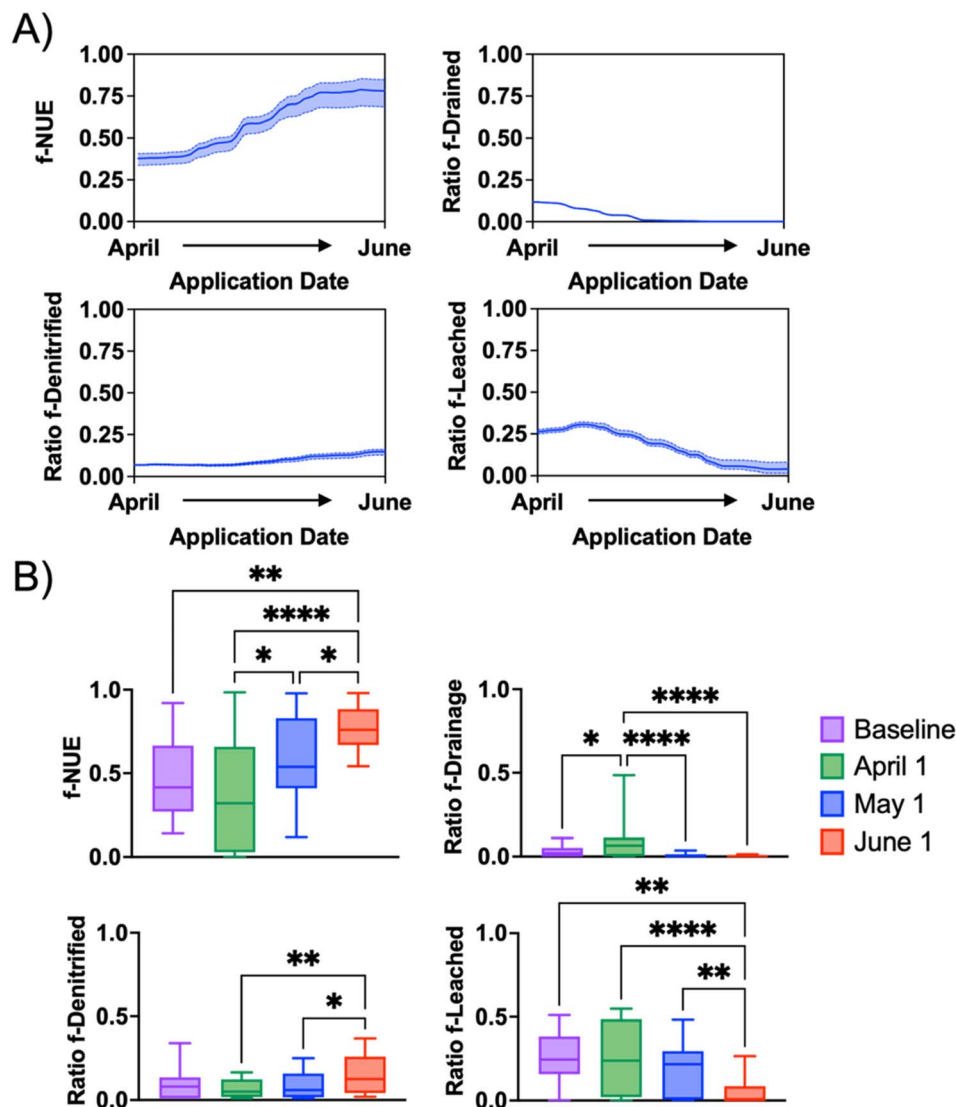 A)
1.00
0.75
0.50
0.25
0.00
f-NUE
April
June
Application Date
1.00
0.75
0.50
0.25
0.00
Ratio f-Drained
April
June
Application Date
1.00
0.75
0.50
0.25
0.00
Ratio f-Denitrified
April
June
Application Date
1.00
0.75
0.50
0.25
0.00
Ratio f-Leached
April
June
Application Date
B)
**
****
*
*
1.0
0.5
0.0
f-NUE
****
*
****
1.0
0.5
0.0
Ratio f-Drainage
Baseline
April 1
May 1
June 1
**
*
1.0
0.5
0.0
Ratio f-Denitrified
**
****
**
1.0
0.5
0.0
Ratio f-Leached